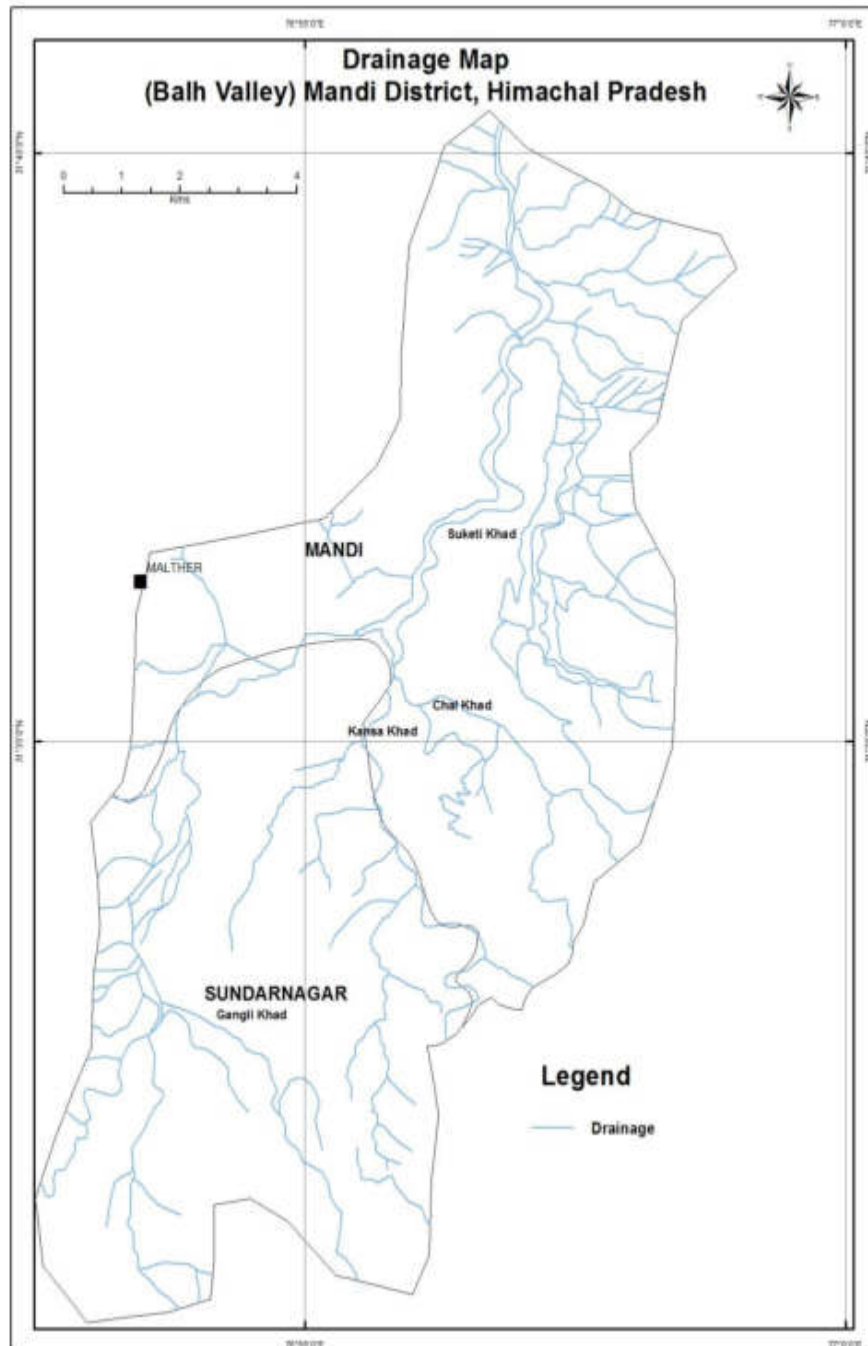 Drainage Map
(Balh Valley) Mandi District, Himachal Pradesh
0 1 2 4
Kms
MANDI
Suketi Khad
MALTHER
Chal Khad
Kansa Khad
SUNDARNAGAR
Gangli Khad
Legend
Drainage